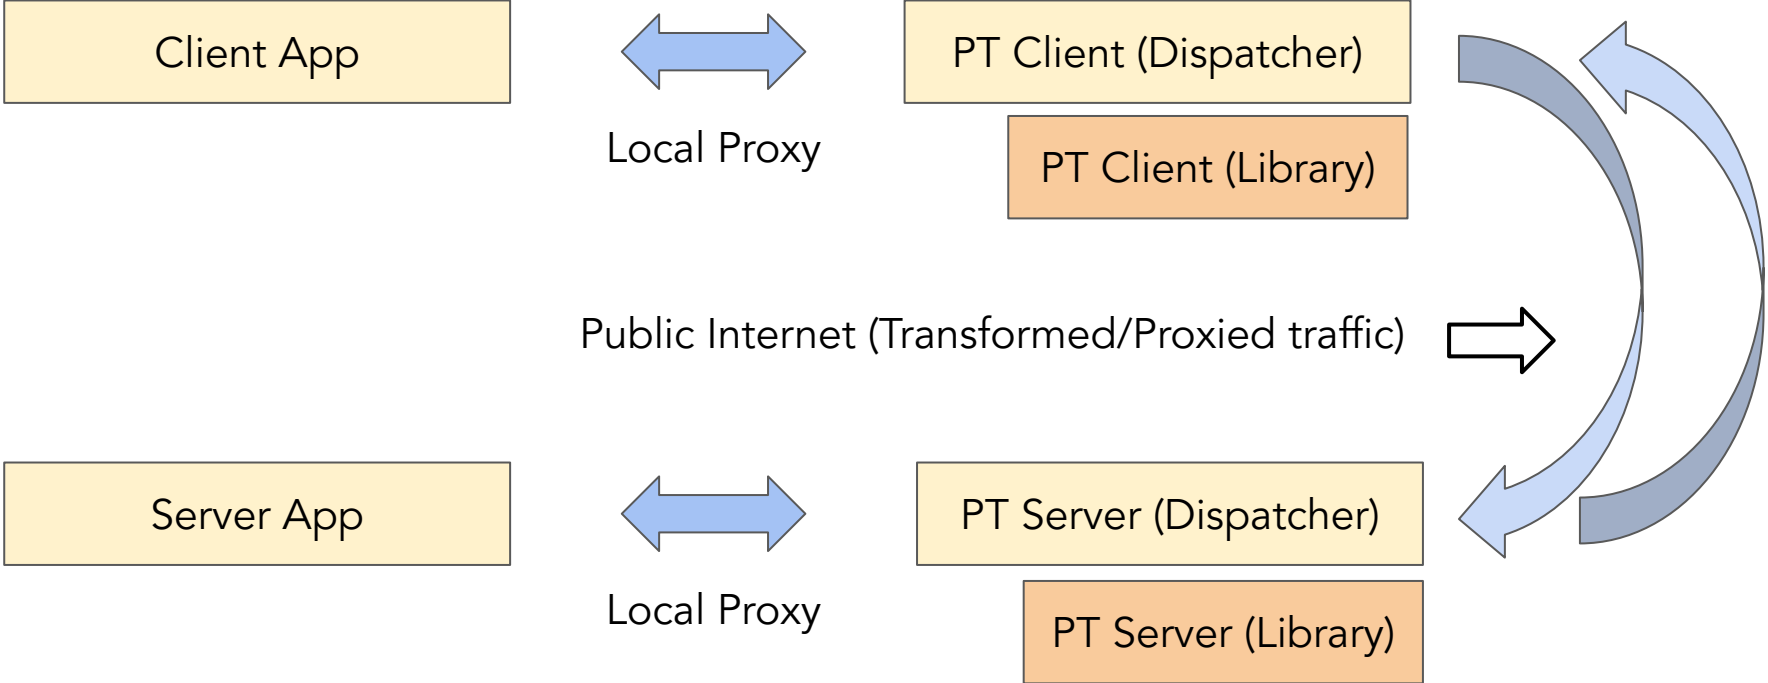 Client App
PT Client (Dispatcher)
Local Proxy
PT Client (Library)
Public Internet (Transformed/Proxied traffic)
Server App
PT Server (Dispatcher)
Local Proxy
PT Server (Library)